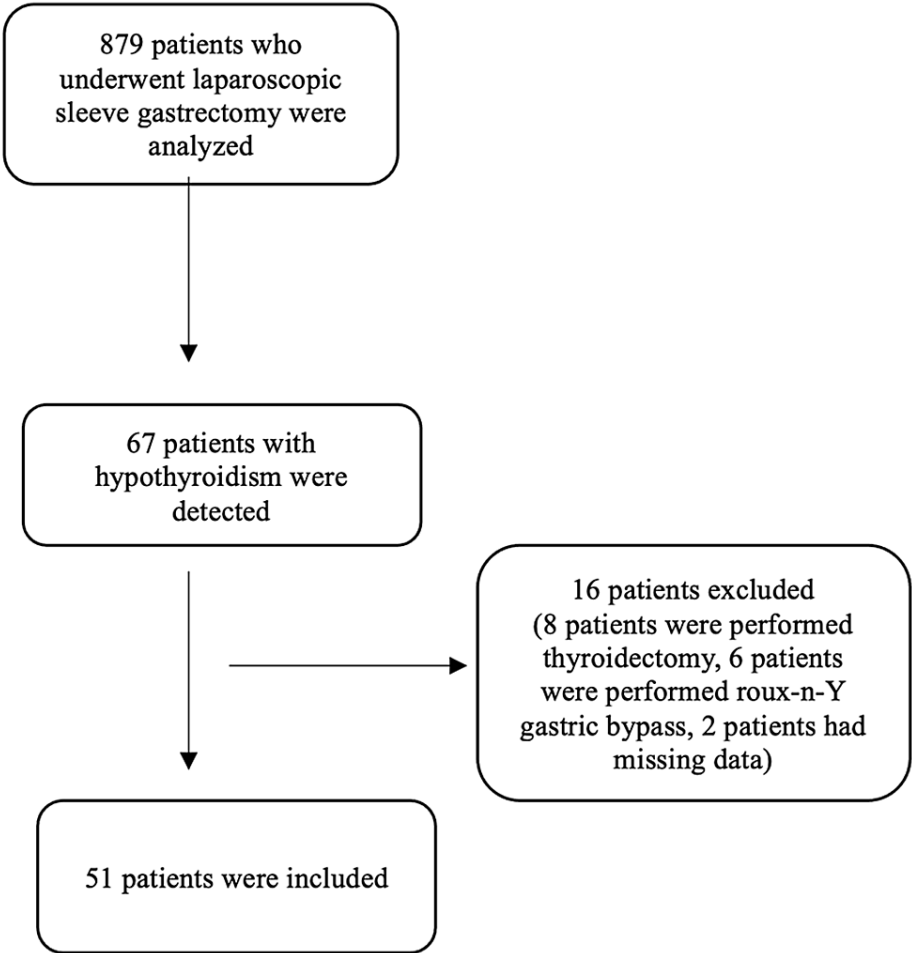 879 patients who
underwent laparoscopic
sleeve gastrectomy were
analyzed
67 patients with
hypothyroidism were
detected
16 patients excluded
(8 patients were performed
thyroidectomy, 6 patients
were performed roux-n-Y
gastric bypass, 2 patients had
missing data)
51 patients were included